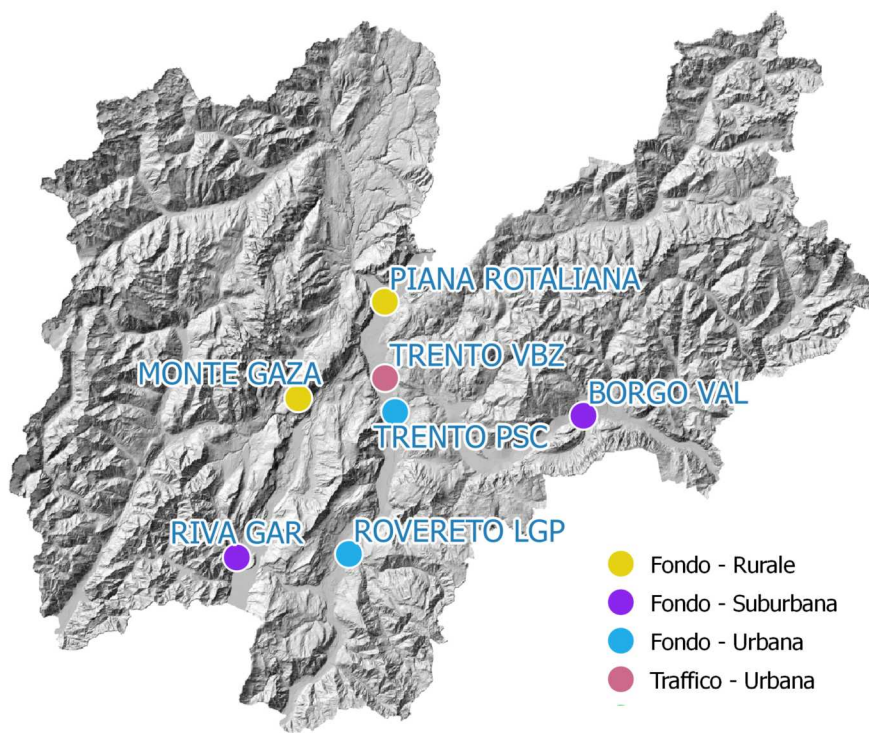 PIANA ROTALIANA
TRENTO VBZ
MONTE GAZA
BORGO VAL
TRENTO PSC
RIVA GAR
ROVERETO LGP
Fondo - Rurale
Fondo - Suburbana
Fondo - Urbana
Traffico - Urbana